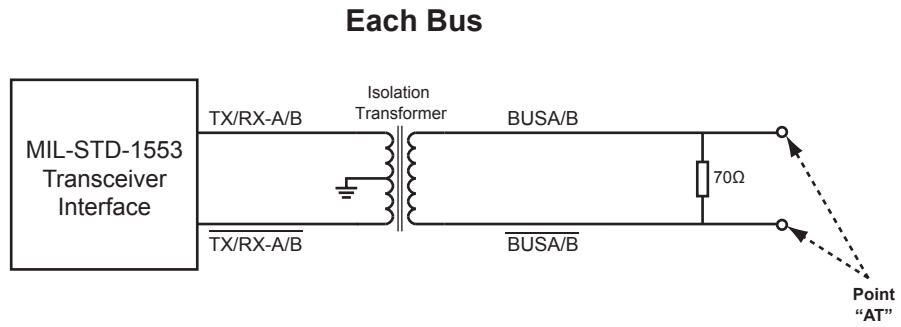 Each Bus
Isolation
Transformer
TX/RX-A/B
BUSA/B
MIL-STD-1553
Transceiver
Interface
70Ω
TX/RX-A/B
BUSA/B
Point
“AT”